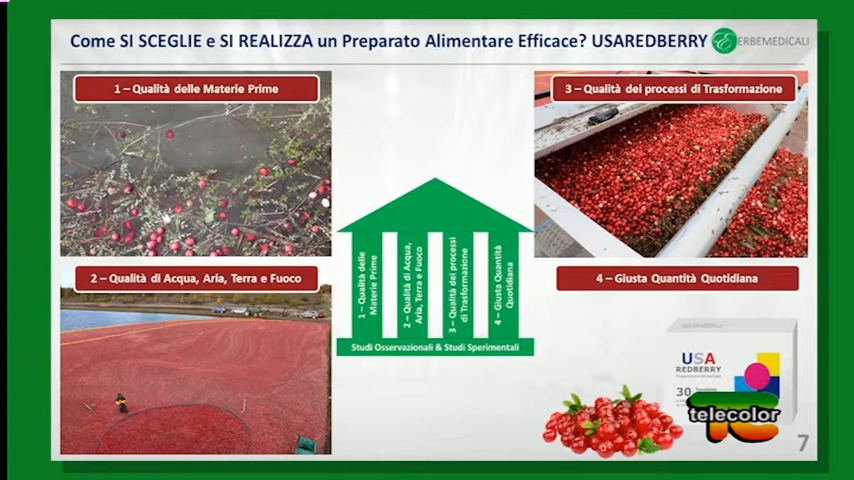 Come SI SCEGLIE e SI REALIZZA un Preparato Alimentare Efficace? USAREDBERRY
ERBEMEDICALI
1 – Qualità delle Materie Prime
3 – Qualità dei processi di Trasformazione
2 – Qualità di Acqua, Aria, Terra e Fuoco
4 – Giusta Quantità Quotidiana
1 – Qualità delle
Materie Prime
2 – Qualità di Acqua,
Aria, Terra e Fuoco
3 – Qualità dei processi
di Trasformazione
4 – Giusta Quantità
Quotidiana
Studi Osservazionali & Studi Sperimentali
USA
REDBERRY
30
telecolor
7